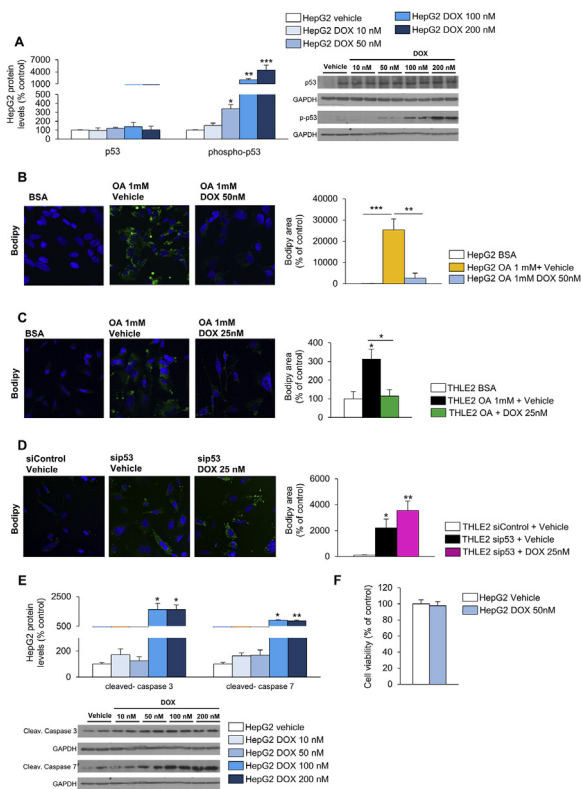 HepG2 vehicle
HepG2 DOX 10 nM
HepG2 DOX 50 nM
HepG2 DOX 100 nM
HepG2 DOX 200 nM
A
HepG2 protein
levels (% control)
7000
4000
1000
500
400
300
200
100
0
*
**
***
p53
phospho-p53
DOX
Vehicle
10 nM
50 nM
100 nM
200 nM
p53
GAPDH
p-p53
GAPDH
B
BSA
OA 1mM
Vehicle
OA 1mM
DOX 50nM
Bodipy
Bodipy area
(% of control)
40000
30000
20000
10000
0
***
**
HepG2 BSA
HepG2 OA 1 mM+ Vehicle
HepG2 OA 1mM DOX 50nM
C
BSA
OA 1mM
Vehicle
OA 1mM
DOX 25nM
Bodipy
Bodipy area
(% of control)
400
300
200
100
0
*
*
THLE2 BSA
THLE2 OA 1mM + Vehicle
THLE2 OA + DOX 25nM
D
siControl
Vehicle
sip53
Vehicle
sip53
DOX 25 nM
Bodipy
Bodipy area
(% of control)
6000
4000
2000
0
*
**
THLE2 siControl + Vehicle
THLE2 sip53 + Vehicle
THLE2 sip53 + DOX 25nM
E
HepG2 protein
levels (% control)
2500
500
200
0
*
*
*
**
cleaved- caspase 3
cleaved- caspase 7
DOX
Vehicle
10 nM
50 nM
100 nM
200 nM
Cleav. Caspase 3
GAPDH
Cleav. Caspase 7
GAPDH
HepG2 vehicle
HepG2 DOX 10 nM
HepG2 DOX 50 nM
HepG2 DOX 100 nM
HepG2 DOX 200 nM
F
Cell viability (% of control)
120
100
80
60
40
20
0
HepG2 Vehicle
HepG2 DOX 50nM